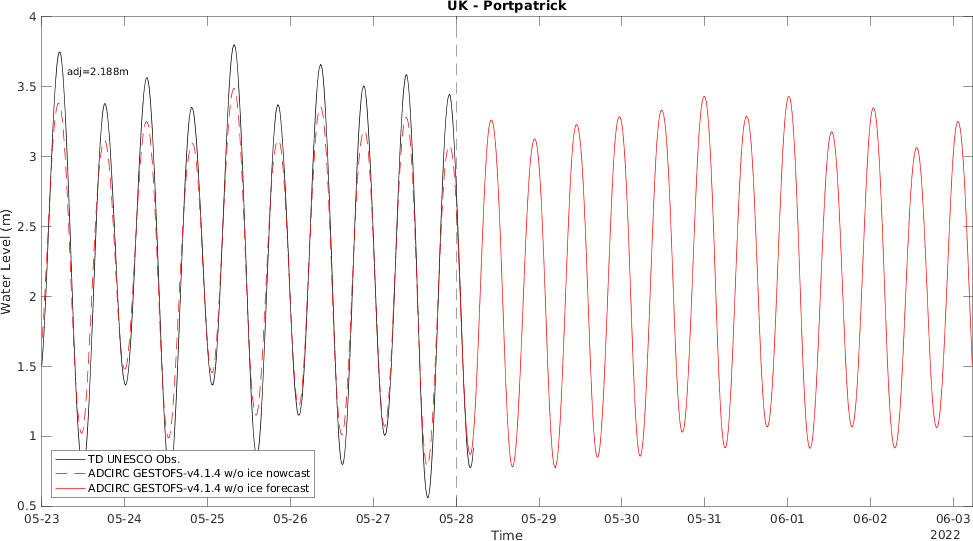 UK - Portpatrick
4
adj=2.188m
3.5
3
2.5
2
1.5
1
0.5
Water Level (m)
TD UNESCO Obs.
ADCIRC GESTOFS-v4.1.4 w/o ice nowcast
ADCIRC GESTOFS-v4.1.4 w/o ice forecast
05-23 05-24 05-25 05-26 05-27 05-28 05-29 05-30 05-31 06-01 06-02 06-03
Time
2022